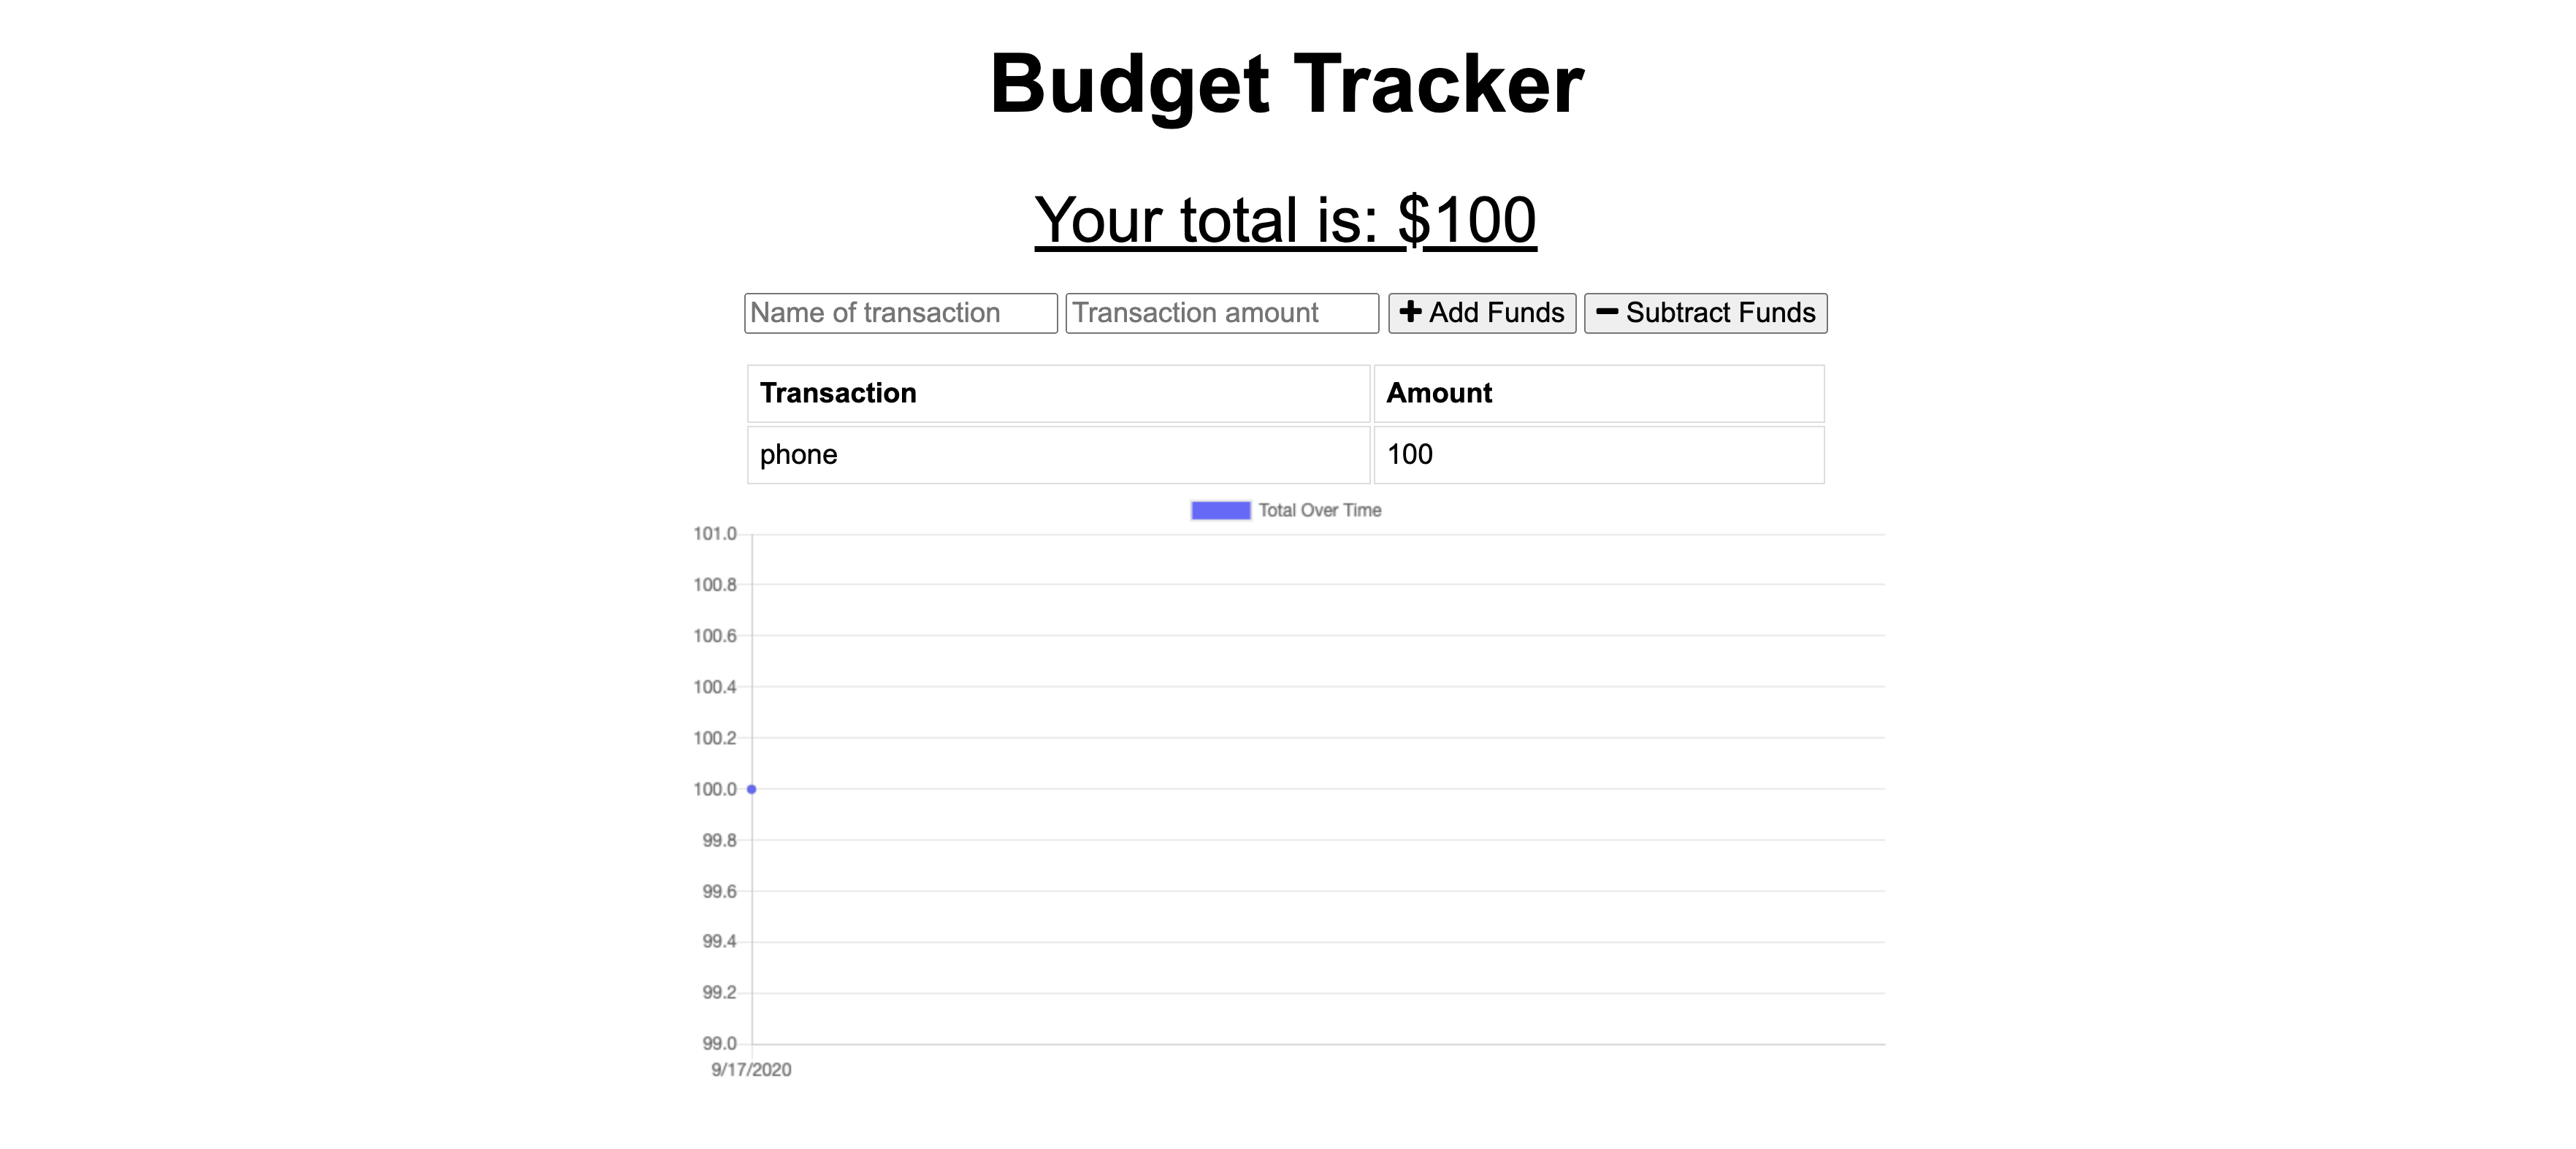 Budget Tracker
Your total is: $100
Name of transaction Transaction amount + Add Funds − Subtract Funds
Transaction Amount
phone 100
Total Over Time
101.0
100.8
100.6
100.4
100.2
100.0
99.8
99.6
99.4
99.2
99.0
9/17/2020